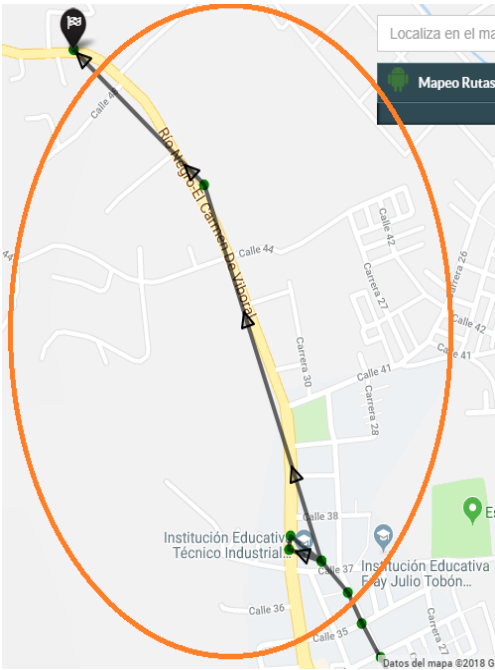 Localiza en el ma
Mapeo Rutas
Calle 43
Río Negro-El Carmen De Viboral
Calle 42
Calle 44
44
Carrera 27
Carrera 26
Calle 42
Calle 41
Carrera 30
Calle 41
Carrera 28
Calle 38
Es
Institución Educativa
Técnico Industrial...
Calle 37
Institución Educativa
Fray Julio Tobón...
Calle 36
Calle 35
Carrera 27
Datos del mapa ©2018 G